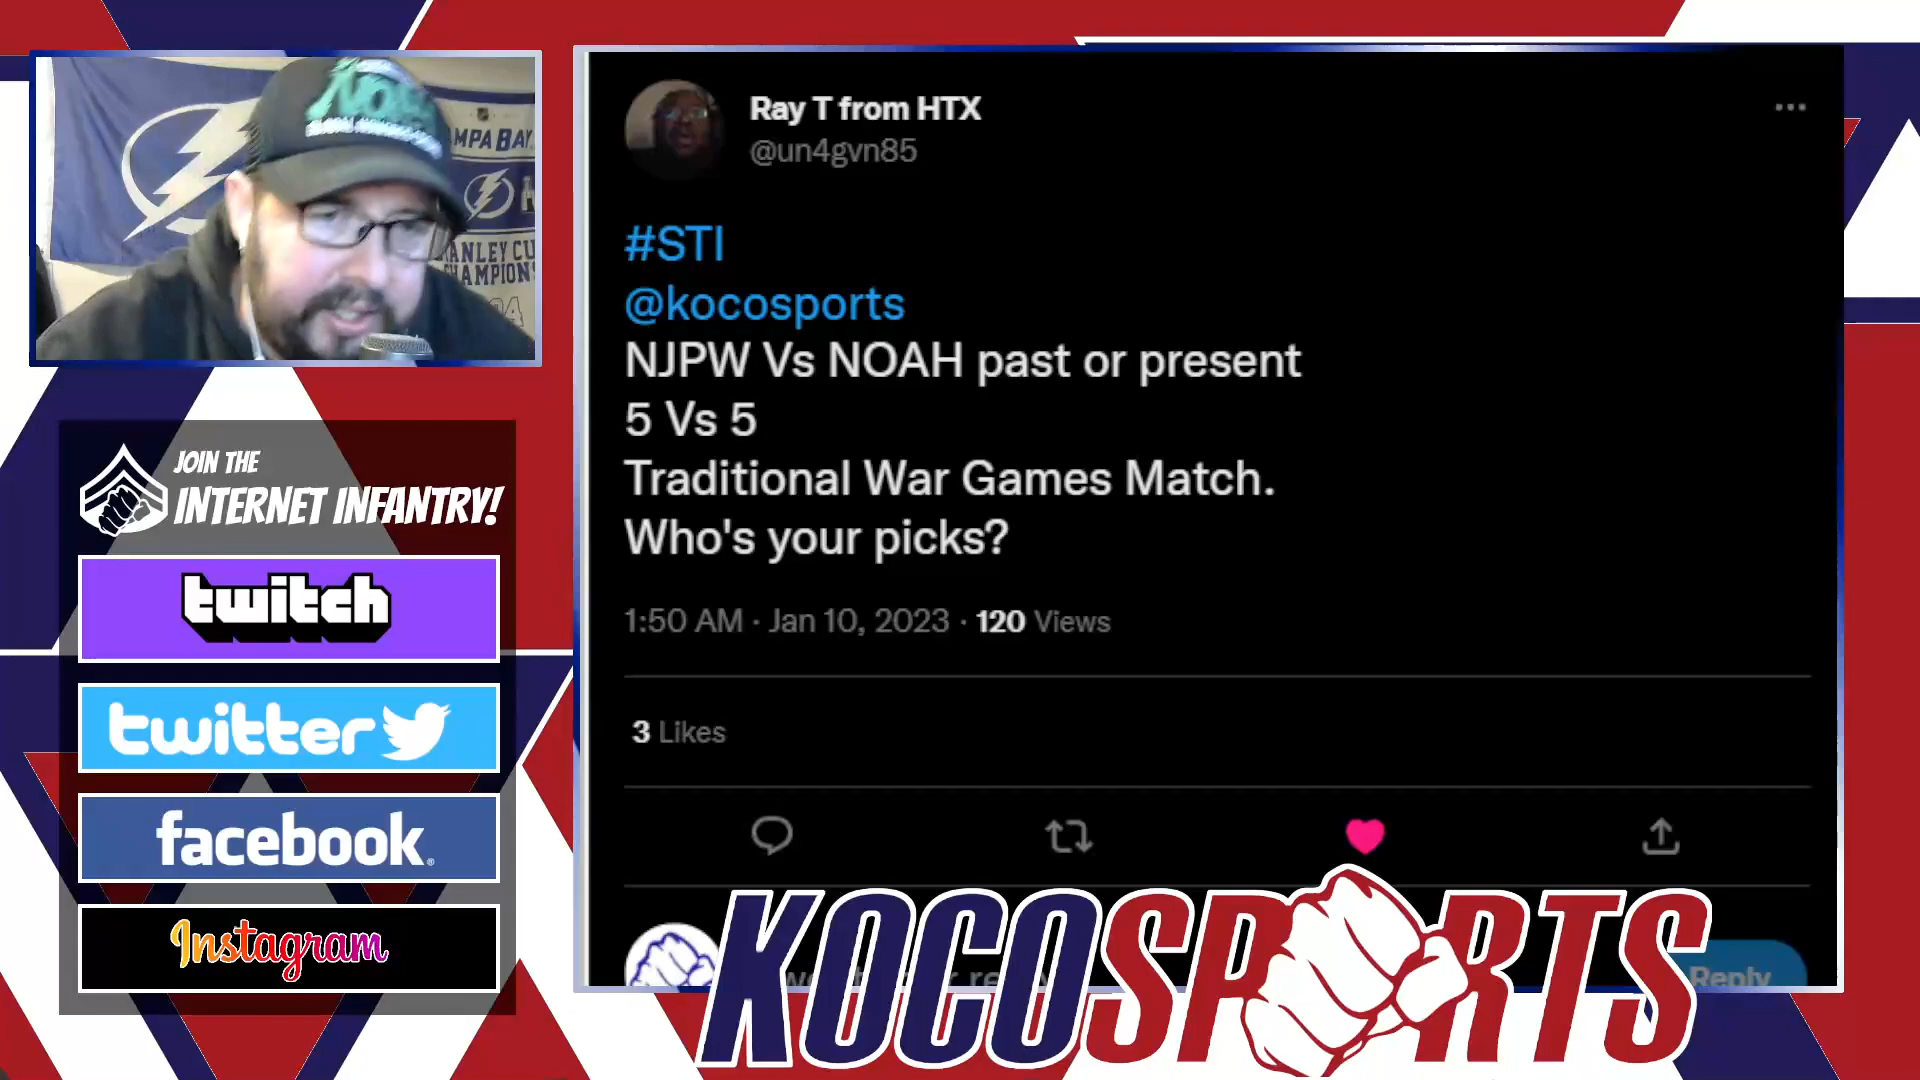 Noah
MPA BAY
ANLEY CU
HAMPION
JOIN THE
INTERNET INFANTRY!
twitch
twitter
facebook
Instagram
Ray T from HTX
@un4gvn85
#STI
@kocosports
NJPW Vs NOAH past or present
5 Vs 5
Traditional War Games Match.
Who's your picks?
1:50 AM · Jan 10, 2023 · 120 Views
3 Likes
Reply
KOCOSPORTS